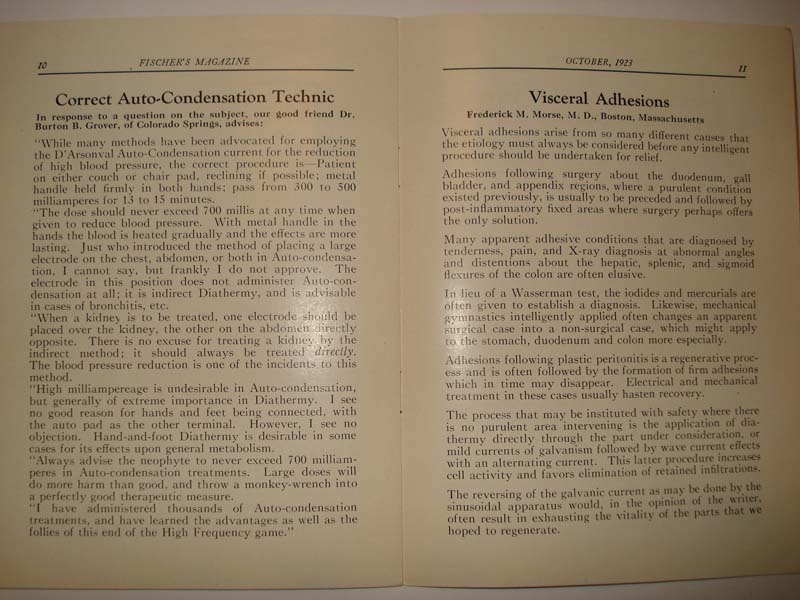 10
FISCHER'S MAGAZINE
Correct Auto-Condensation Technic
In response to a question on the subject, our good friend Dr.
Burton B. Grover, of Colorado Springs, advises:
"While many methods have been advocated for employing
the D'Arsonval Auto-Condensation current for the reduction
of high blood pressure, the correct procedure is—Patient
on either couch or chair pad, reclining if possible; metal
handle held firmly in both hands; pass from 300 to 500
milliamperes for 13 to 15 minutes.
"The dose should never exceed 700 millis at any time when
given to reduce blood pressure. With metal handle in the
hands the blood is heated gradually and the effects are more
lasting. Just who introduced the method of placing a large
electrode on the chest, abdomen, or both in Auto-condensa-
tion, I cannot say, but frankly I do not approve. The
electrode in this position does not administer Auto-con-
densation at all; it is indirect Diathermy, and is advisable
in cases of bronchitis, etc.
"When a kidney is to be treated, one electrode should be
placed over the kidney, the other on the abdomen directly
opposite. There is no excuse for treating a kidney by the
indirect method; it should always be treated directly.
The blood pressure reduction is one of the incidents to this
method.
"High milliampereage is undesirable in Auto-condensation,
but generally of extreme importance in Diathermy. I see
no good reason for hands and feet being connected, with
the auto pad as the other terminal. However, I see no
objection. Hand-and-foot Diathermy is desirable in some
cases for its effects upon general metabolism.
"Always advise the neophyte to never exceed 700 milliam-
peres in Auto-condensation treatments. Large doses will
do more harm than good, and throw a monkey-wrench into
a perfectly good therapeutic measure.
"I have administered thousands of Auto-condensation
treatments, and have learned the advantages as well as the
follies of this end of the High Frequency game."
OCTOBER, 1923
11
Visceral Adhesions
Frederick M. Morse, M. D., Boston, Massachusetts
Visceral adhesions arise from so many different causes that
the etiology must always be considered before any intelligent
procedure should be undertaken for relief.
Adhesions following surgery about the duodenum, gall
bladder, and appendix regions, where a purulent condition
existed previously, is usually to be preceded and followed by
post-inflammatory fixed areas where surgery perhaps offers
the only solution.
Many apparent adhesive conditions that are diagnosed by
tenderness, pain, and X-ray diagnosis at abnormal angles
and distentions about the hepatic, splenic, and sigmoid
flexures of the colon are often elusive.
In lieu of a Wasserman test, the iodides and mercurials are
often given to establish a diagnosis. Likewise, mechanical
gymnastics intelligently applied often changes an apparent
surgical case into a non-surgical case, which might apply
to the stomach, duodenum and colon more especially.
Adhesions following plastic peritonitis is a regenerative proc-
ess and is often followed by the formation of firm adhesions
which in time may disappear. Electrical and mechanical
treatment in these cases usually hasten recovery.
The process that may be instituted with safety where there
is no purulent area intervening is the application of dia-
thermy directly through the part under consideration, or
mild currents of galvanism followed by wave current effects
with an alternating current. This latter procedure increases
cell activity and favors elimination of retained infiltrations.
The reversing of the galvanic current as may be done by the
sinusoidal apparatus would, in the opinion of the writer,
often result in exhausting the vitality of the parts that we
hoped to regenerate.